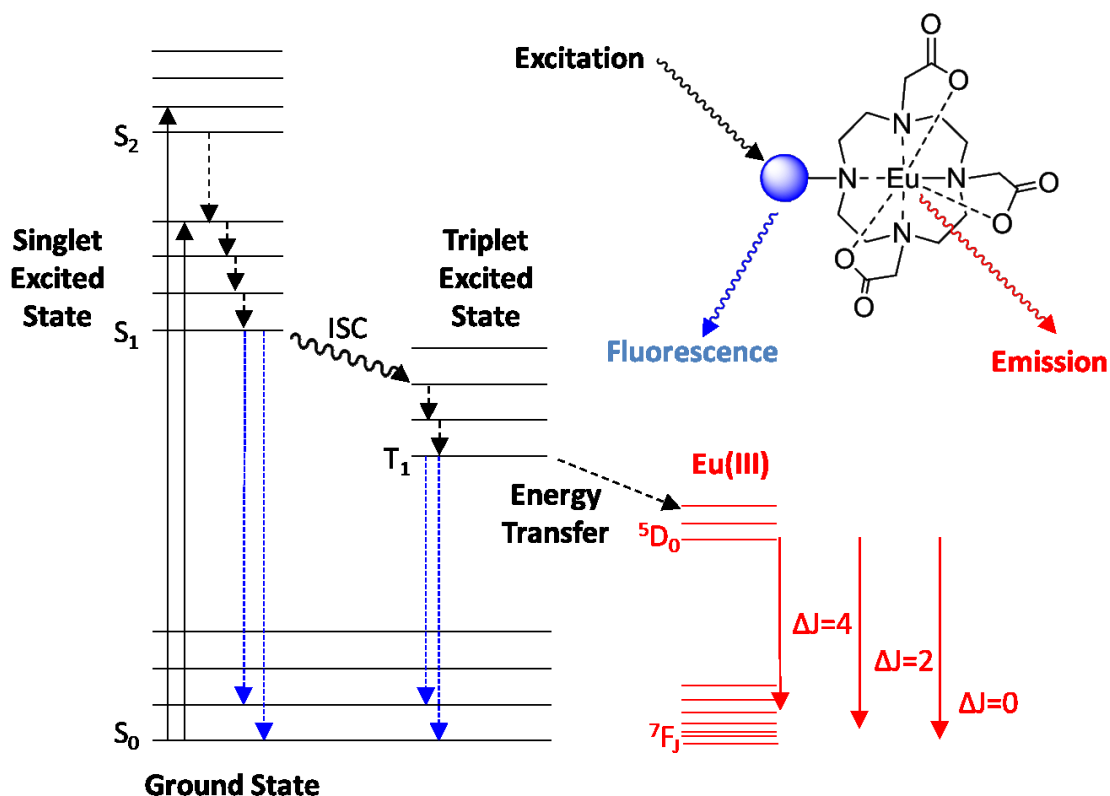 Excitation
O
O
N
N
Eu
N
O
O
N
O
O
Fluorescence
Emission
S₂
Singlet
Excited
State
S₁
ISC
Triplet
Excited
State
T₁
Energy
Transfer
Eu(III)
⁵D₀
ΔJ=4
ΔJ=2
ΔJ=0
⁷F_J
S₀
Ground State